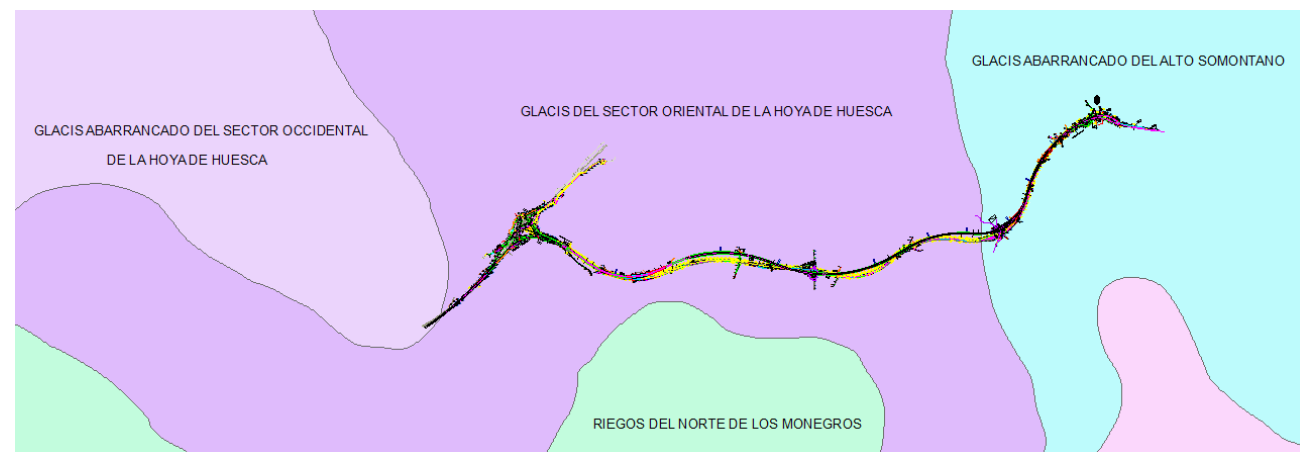 GLACIS ABARRANCADO DEL ALTO SOMONTANO
GLACIS DEL SECTOR ORIENTAL DE LA HOYA DE HUESCA
GLACIS ABARRANCADO DEL SECTOR OCCIDENTAL
DE LA HOYA DE HUESCA
RIEGOS DEL NORTE DE LOS MONEGROS